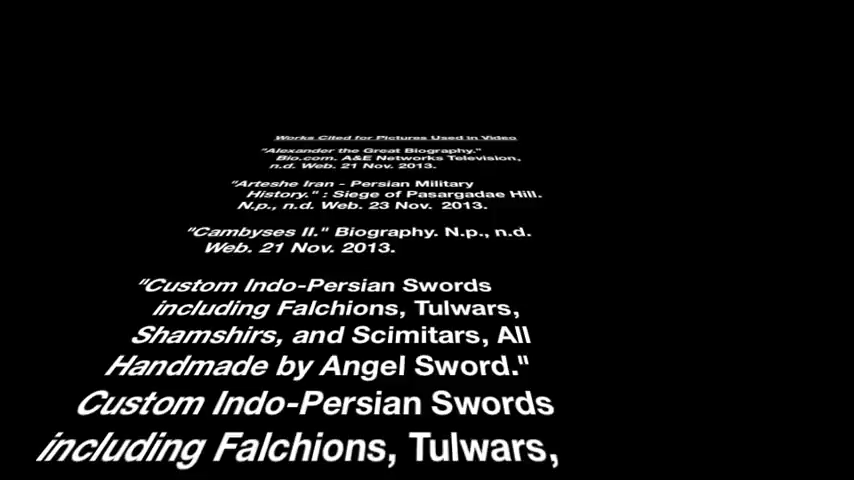 Works Cited for Pictures Used in Video
"Alexander the Great Biography."
Bio.com. A&E Networks Television,
n.d. Web. 21 Nov. 2013.
"Arteshe Iran - Persian Military
History." : Siege of Pasargadae Hill.
N.p., n.d. Web. 23 Nov. 2013.
"Cambyses II." Biography. N.p., n.d.
Web. 21 Nov. 2013.
"Custom Indo-Persian Swords
including Falchions, Tulwars,
Shamshirs, and Scimitars, All
Handmade by Angel Sword."
Custom Indo-Persian Swords
including Falchions, Tulwars,